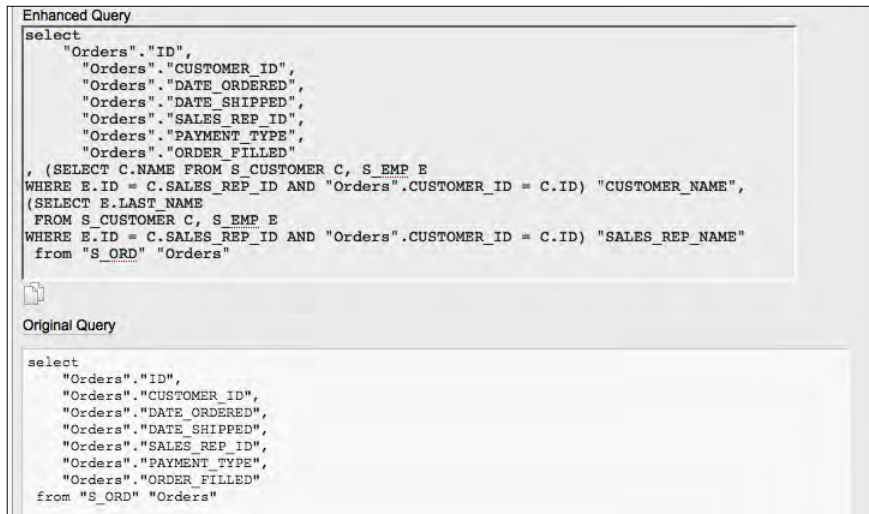 Enhanced Query
select
"Orders"."ID",
"Orders"."CUSTOMER_ID",
"Orders"."DATE_ORDERED",
"Orders"."DATE_SHIPPED",
"Orders"."SALES_REP_ID",
"Orders"."PAYMENT_TYPE",
"Orders"."ORDER_FILLED"
, (SELECT C.NAME FROM S_CUSTOMER C, S_EMP E
WHERE E.ID = C.SALES_REP_ID AND "Orders".CUSTOMER_ID = C.ID) "CUSTOMER_NAME",
(SELECT E.LAST_NAME
FROM S_CUSTOMER C, S_EMP E
WHERE E.ID = C.SALES_REP_ID AND "Orders".CUSTOMER_ID = C.ID) "SALES_REP_NAME"
from "S_ORD" "Orders"
Original Query
select
"Orders"."ID",
"Orders"."CUSTOMER_ID",
"Orders"."DATE_ORDERED",
"Orders"."DATE_SHIPPED",
"Orders"."SALES_REP_ID",
"Orders"."PAYMENT_TYPE",
"Orders"."ORDER_FILLED"
from "S_ORD" "Orders"